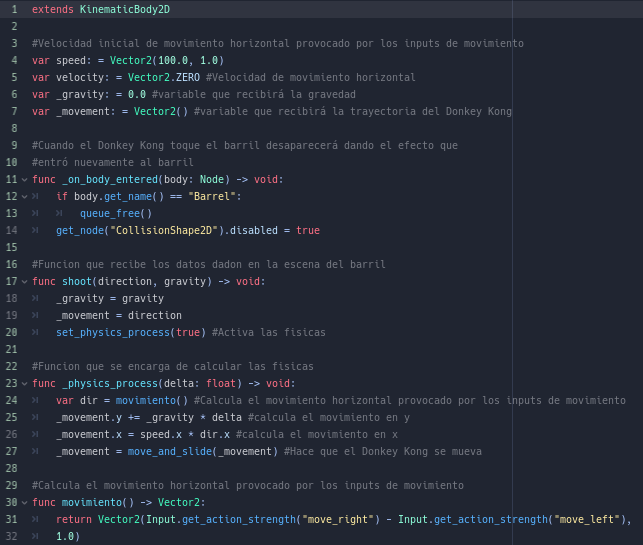 1 extends KinematicBody2D
2
3 #Velocidad inicial de movimiento horizontal provocado por los inputs de movimiento
4 var speed: = Vector2(100.0, 1.0)
5 var velocity: = Vector2.ZERO #Velocidad de movimiento horizontal
6 var _gravity: = 0.0 #variable que recibirá la gravedad
7 var _movement: = Vector2() #variable que recibirá la trayectoria del Donkey Kong
8
9 #Cuando el Donkey Kong toque el barril desaparecerá dando el efecto que
10 #entró nuevamente al barril
11 func _on_body_entered(body: Node) -> void:
12 if body.get_name() == "Barrel":
13 queue_free()
14 get_node("CollisionShape2D").disabled = true
15
16 #Funcion que recibe los datos dadon en la escena del barril
17 func shoot(direction, gravity) -> void:
18 _gravity = gravity
19 _movement = direction
20 set_physics_process(true) #Activa las fisicas
21
22 #Funcion que se encarga de calcular las fisicas
23 func _physics_process(delta: float) -> void:
24 var dir = movimiento() #Calcula el movimiento horizontal provocado por los inputs de movimiento
25 _movement.y += _gravity * delta #calcula el movimiento en y
26 _movement.x = speed.x * dir.x #calcula el movimiento en x
27 _movement = move_and_slide(_movement) #Hace que el Donkey Kong se mueva
28
29 #Calcula el movimiento horizontal provocado por los inputs de movimiento
30 func movimiento() -> Vector2:
31 return Vector2(Input.get_action_strength("move_right") - Input.get_action_strength("move_left"),
32 1.0)